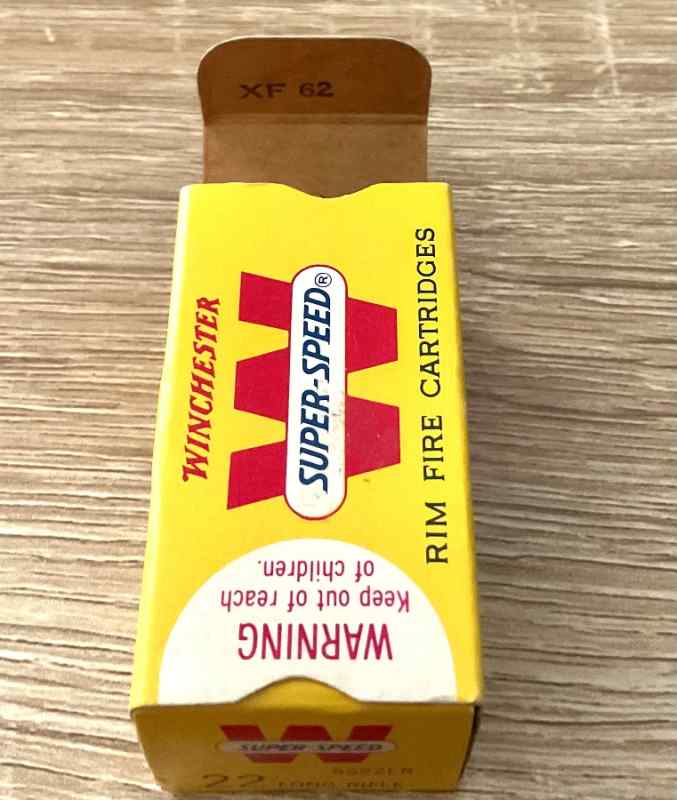 XF 62
WINCHESTER
W
SUPER-SPEED®
RIM FIRE CARTRIDGES
WARNING
Keep out of reach
of children.
W
SUPER-SPEED
SS22LR
22 LONG RIFLE